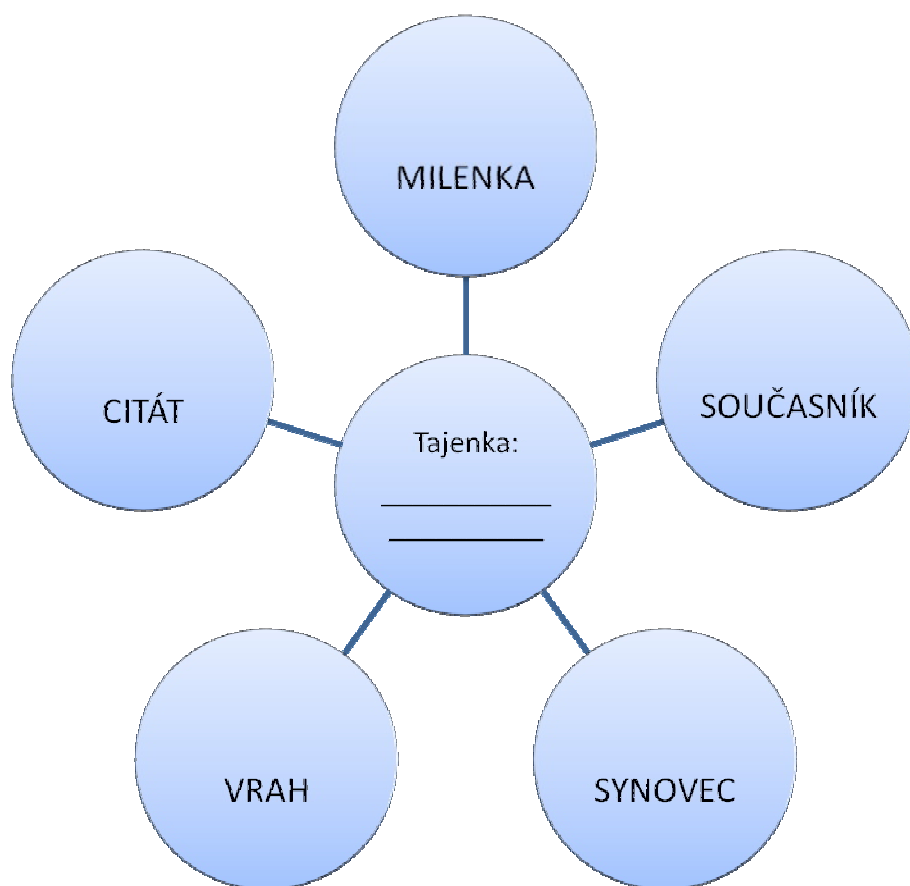 MILENKA
CITÁT
SOUČASNÍK
Tajenka:
VRAH
SYNOVEC